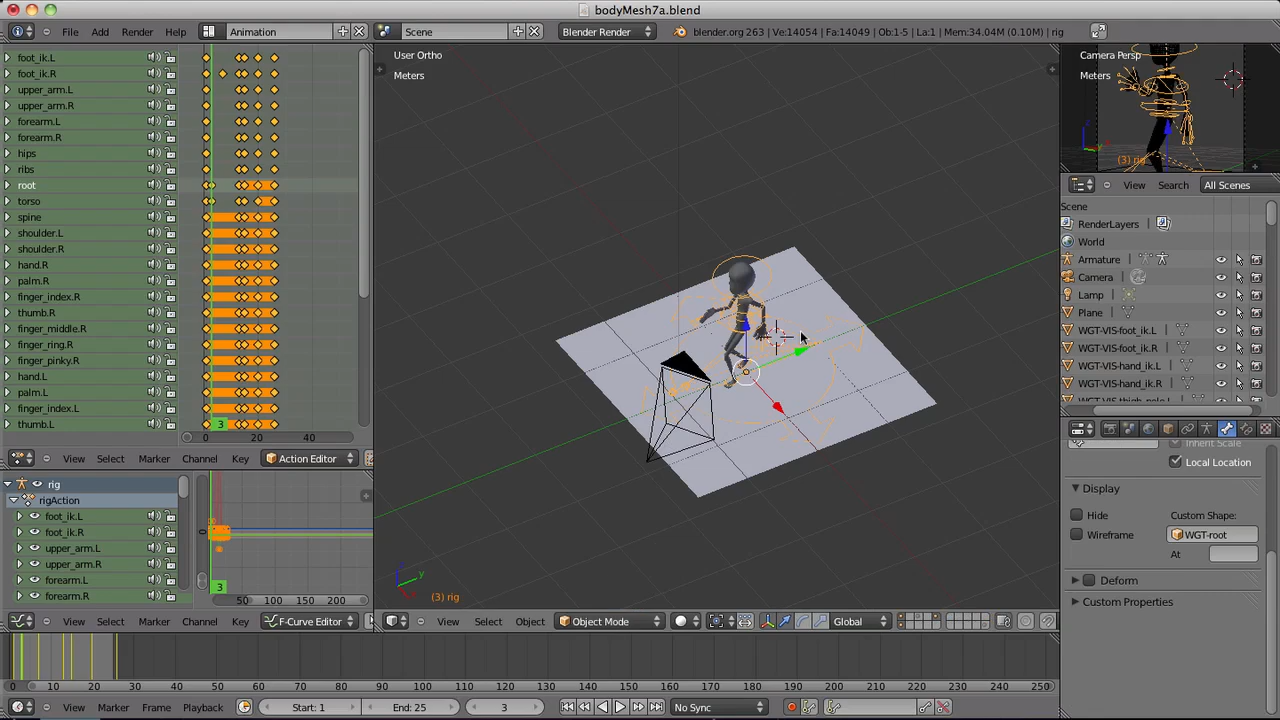 bodyMesh7a.blend
File Add Render Help Animation Scene Blender Render blender.org 263 | Ve:14054 | Fa:14049 | Ob:1-5 | La:1 | Mem:34.04M (0.10M) | rig
foot_ik.L
foot_ik.R
upper_arm.L
upper_arm.R
forearm.L
forearm.R
hips
ribs
root
torso
spine
shoulder.L
shoulder.R
hand.R
palm.R
finger_index.R
thumb.R
finger_middle.R
finger_ring.R
finger_pinky.R
hand.L
palm.L
finger_index.L
thumb.L
3
0 20 40
View Select Marker Channel Key Action Editor
rig
rigAction
foot_ik.L
foot_ik.R
upper_arm.L
upper_arm.R
forearm.L
forearm.R
0
3
50 100 150 200
View Select Marker Channel Key F-Curve Editor
User Ortho
Meters
z
y
(3) rig
View Select Object Object Mode Global
Camera Persp
Meters
(3) rig
View Search All Scenes
Scene
RenderLayers
World
Armature
Camera
Lamp
Plane
WGT-VIS-foot_ik.L
WGT-VIS-foot_ik.R
WGT-VIS-hand_ik.L
WGT-VIS-hand_ik.R
WGT-VIS-thigh_pole.L
Inherit Scale
Local Location
Display
Hide
Custom Shape:
Wireframe
WGT-root
At
Deform
Custom Properties
0 10 20 30 40 50 60 70 80 90 100 110 120 130 140 150 160 170 180 190 200 210 220 230 240 250
View Marker Frame Playback Start: 1 End: 25 3 No Sync